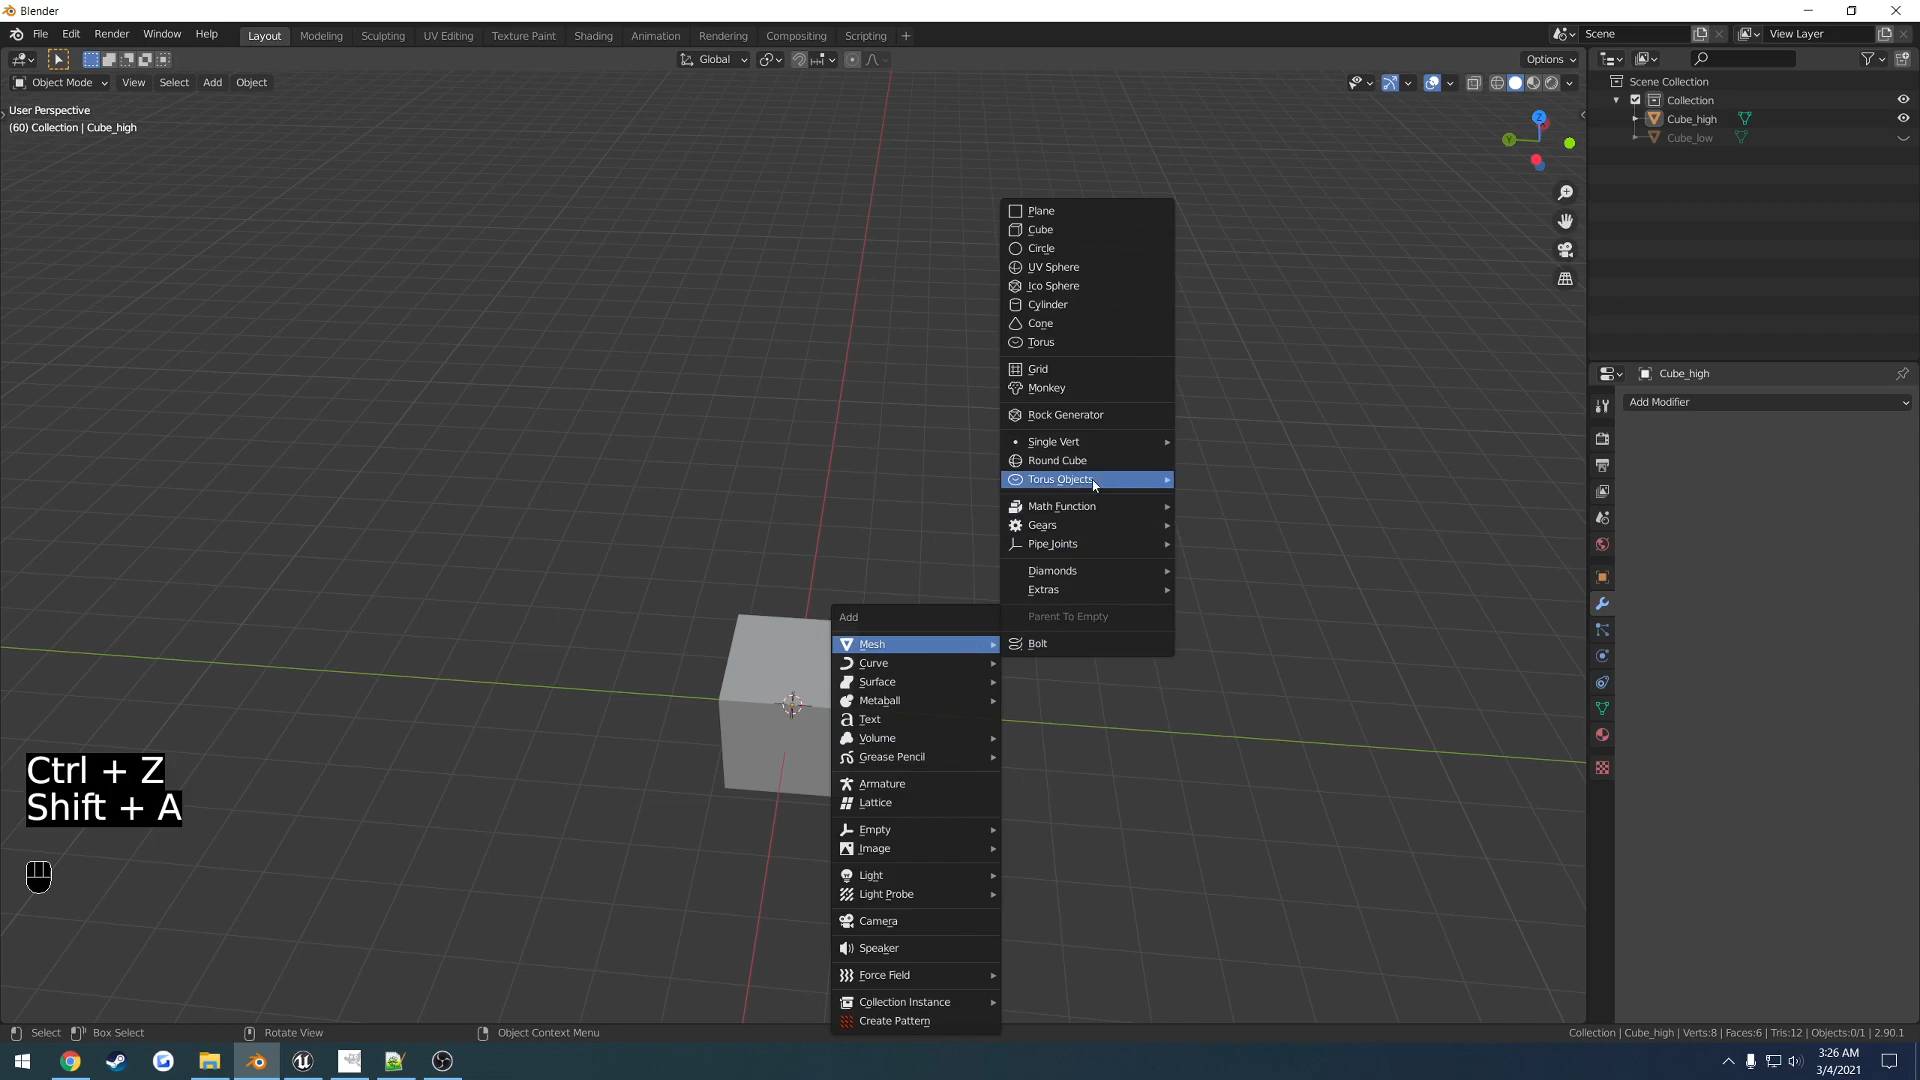 Blender
File Edit Render Window Help
Layout Modeling Sculpting UV Editing Texture Paint Shading Animation Rendering Compositing Scripting +
Scene
View Layer
Global
Options
Object Mode View Select Add Object
User Perspective
(60) Collection | Cube_high
Z
Y
Scene Collection
Collection
Cube_high
Cube_low
Cube_high
Add Modifier
Plane
Cube
Circle
UV Sphere
Ico Sphere
Cylinder
Cone
Torus
Grid
Monkey
Rock Generator
Single Vert
Round Cube
Torus Objects
Math Function
Gears
Pipe Joints
Diamonds
Extras
Parent To Empty
Bolt
Add
Mesh
Curve
Surface
Metaball
Text
Volume
Grease Pencil
Armature
Lattice
Empty
Image
Light
Light Probe
Camera
Speaker
Force Field
Collection Instance
Create Pattern
Ctrl + Z
Shift + A
Select Box Select Rotate View Object Context Menu
Collection | Cube_high | Verts:8 | Faces:6 | Tris:12 | Objects:0/1 | 2.90.1
3:26 AM
3/4/2021